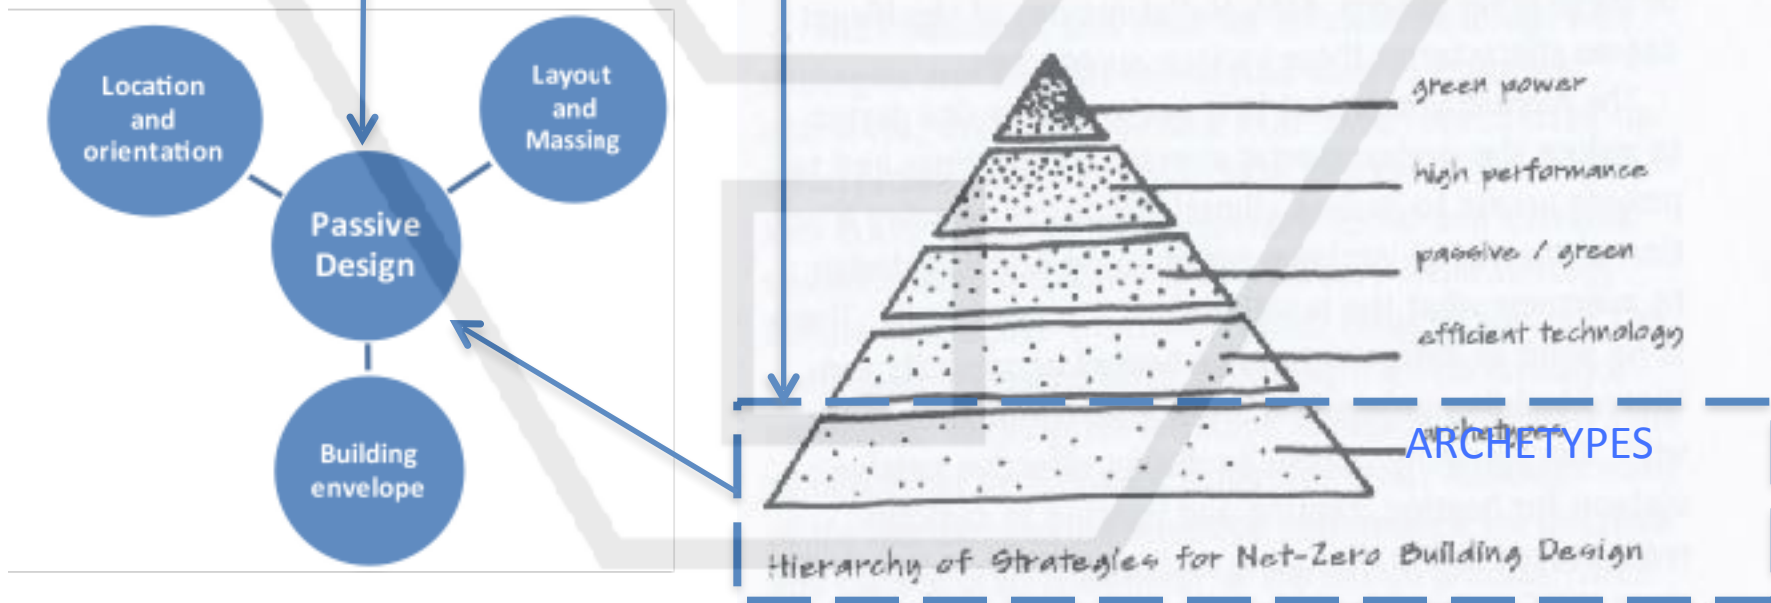 Location
and
orientation
Layout
and
Massing
Passive
Design
Building
envelope
green power
high performance
passive / green
efficient technology
archetypes
ARCHETYPES
Hierarchy of Strategies for Net-Zero Building Design